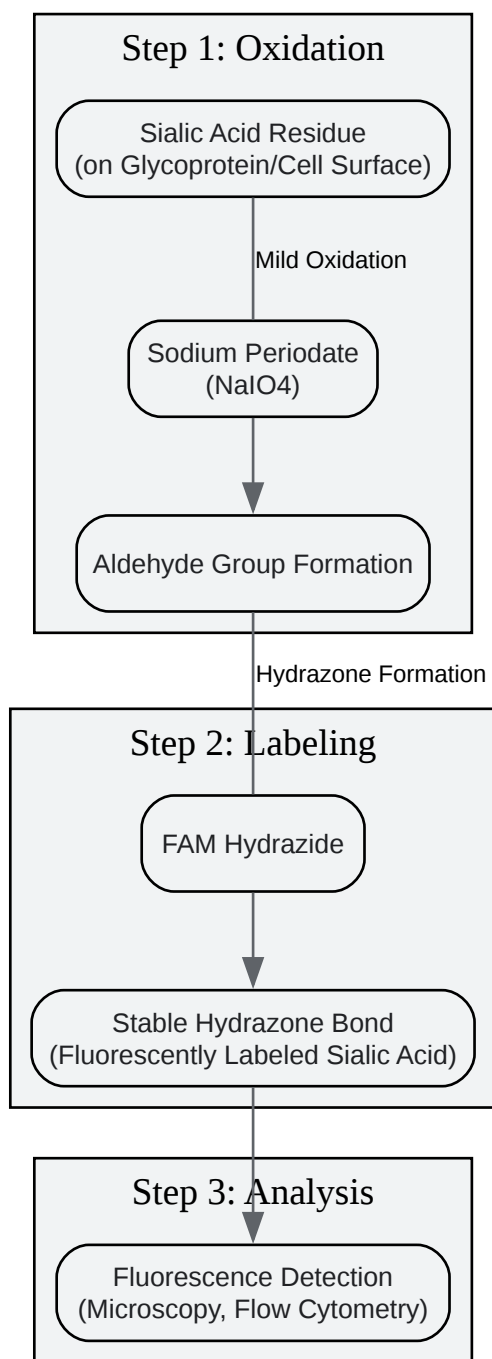 Step 1: Oxidation
Sialic Acid Residue
(on Glycoprotein/Cell Surface)
Mild Oxidation
Sodium Periodate
(NaIO4)
Aldehyde Group Formation
Hydrazone Formation
Step 2: Labeling
FAM Hydrazide
Stable Hydrazone Bond
(Fluorescently Labeled Sialic Acid)
Step 3: Analysis
Fluorescence Detection
(Microscopy, Flow Cytometry)